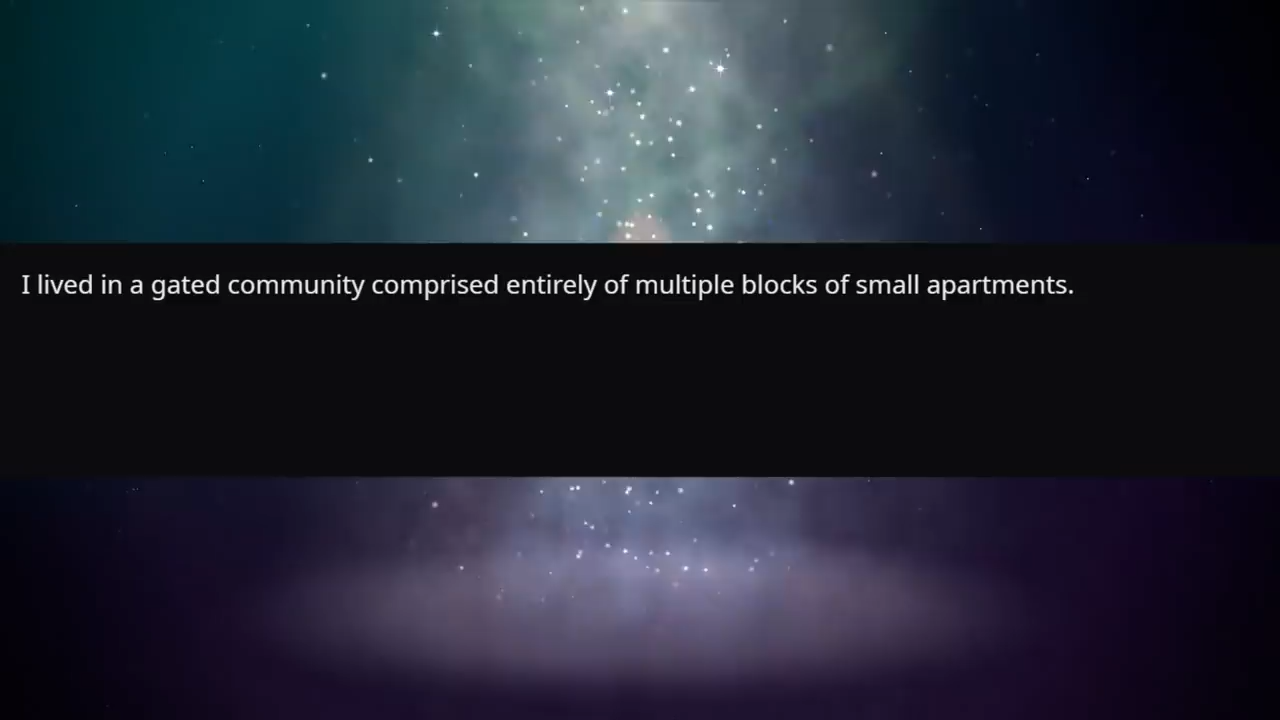 I lived in a gated community comprised entirely of multiple blocks of small apartments.